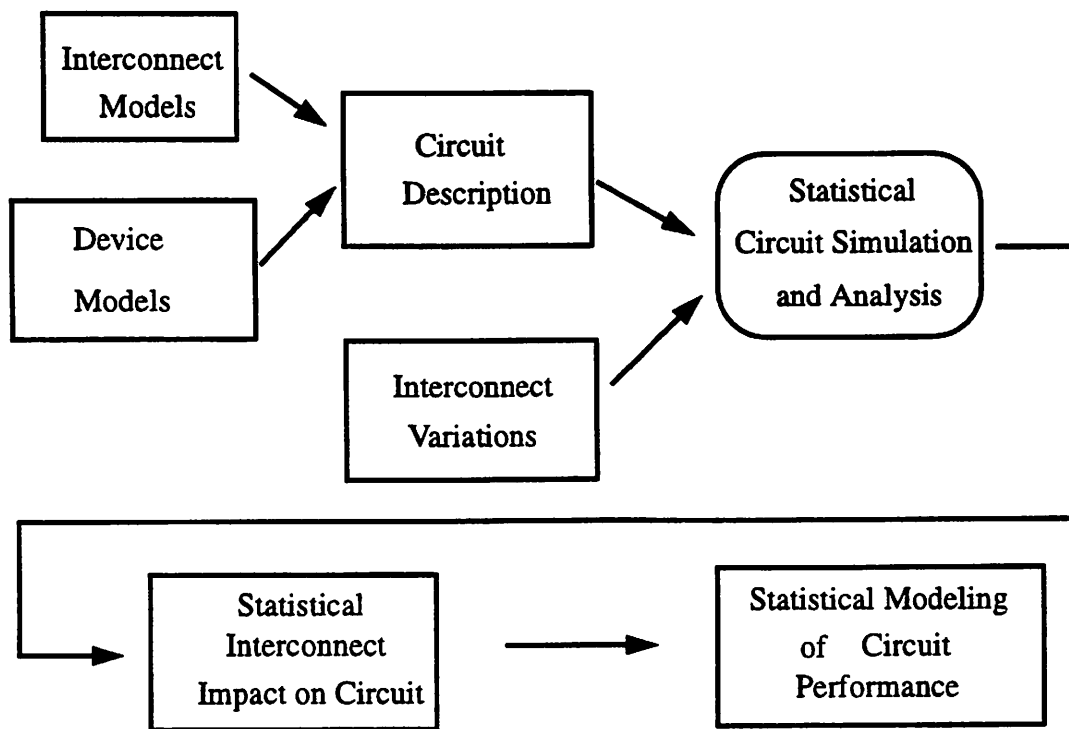 Interconnect
Models
Device
Models
Circuit
Description
Interconnect
Variations
Statistical
Circuit Simulation
and Analysis
Statistical
Interconnect
Impact on Circuit
Statistical Modeling
of Circuit
Performance